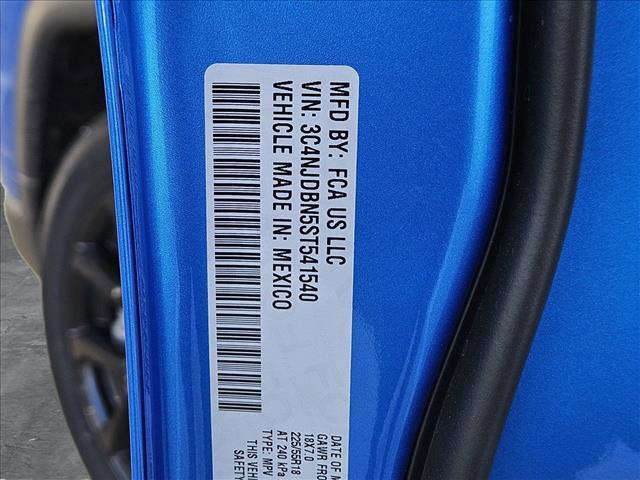 MFD BY: FCA US LLC
VIN: 3C4NJDBN5ST541540
VEHICLE MADE IN: MEXICO
DATE OF M
GAWR FRO
18X7.0
225/55R18
AT 240 kPa
TYPE: MPV
THIS VEHI
SAFETY